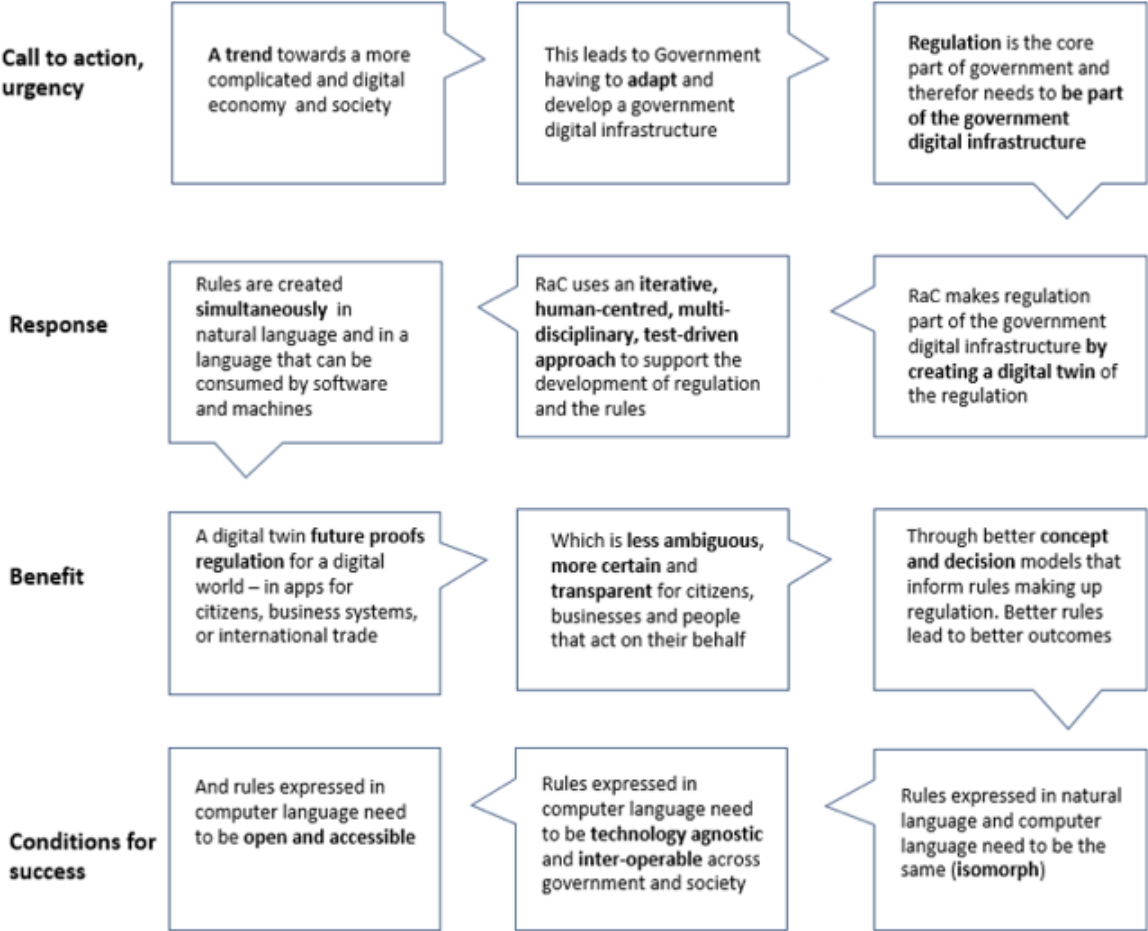 Call to action,
urgency
A trend towards a more
complicated and digital
economy and society
This leads to Government
having to adapt and
develop a government
digital infrastructure
Regulation is the core
part of government and
therefor needs to be part
of the government
digital infrastructure
Response
RaC makes regulation
part of the government
digital infrastructure by
creating a digital twin of
the regulation
RaC uses an iterative,
human-centred, multi-
disciplinary, test-driven
approach to support the
development of regulation
and the rules
Rules are created
simultaneously in
natural language and in a
language that can be
consumed by software
and machines
Benefit
A digital twin future proofs
regulation for a digital
world – in apps for
citizens, business systems,
or international trade
Which is less ambiguous,
more certain and
transparent for citizens,
businesses and people
that act on their behalf
Through better concept
and decision models that
inform rules making up
regulation. Better rules
lead to better outcomes
Conditions for
success
Rules expressed in natural
language and computer
language need to be the
same (isomorph)
Rules expressed in
computer language need
to be technology agnostic
and inter-operable across
government and society
And rules expressed in
computer language need
to be open and accessible